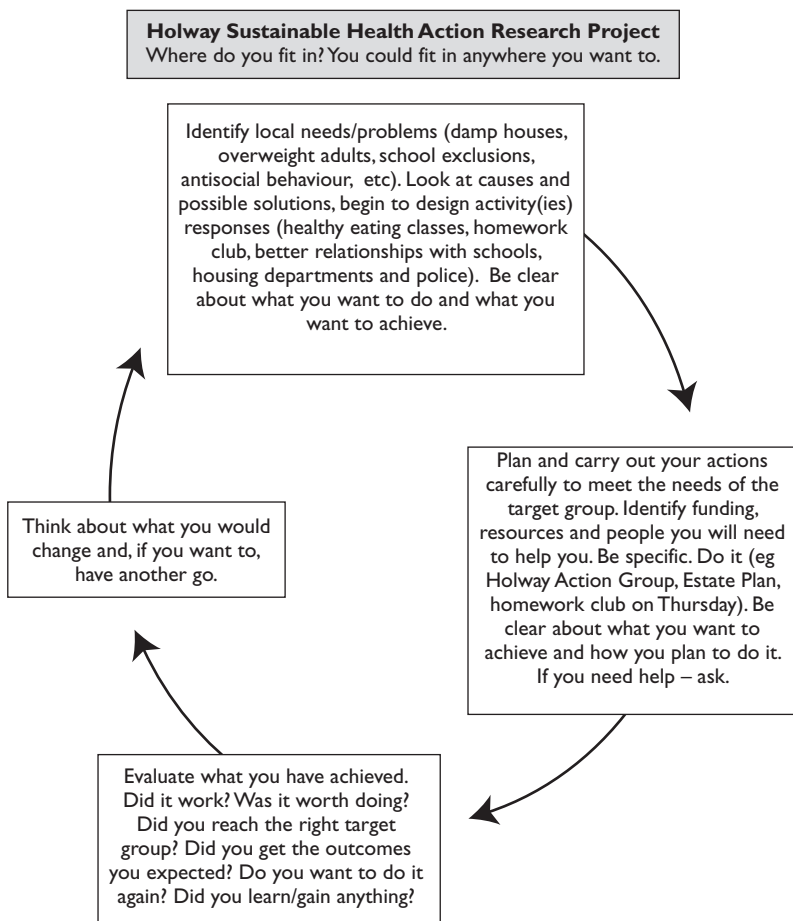 Holway Sustainable Health Action Research Project
Where do you fit in? You could fit in anywhere you want to.
Identify local needs/problems (damp houses,
overweight adults, school exclusions,
antisocial behaviour, etc). Look at causes and
possible solutions, begin to design activity(ies)
responses (healthy eating classes, homework
club, better relationships with schools,
housing departments and police). Be clear
about what you want to do and what you
want to achieve.
Plan and carry out your actions
carefully to meet the needs of the
target group. Identify funding,
resources and people you will need
to help you. Be specific. Do it (eg
Holway Action Group, Estate Plan,
homework club on Thursday). Be
clear about what you want to
achieve and how you plan to do it.
If you need help – ask.
Evaluate what you have achieved.
Did it work? Was it worth doing?
Did you reach the right target
group? Did you get the outcomes
you expected? Do you want to do it
again? Did you learn/gain anything?
Think about what you would
change and, if you want to,
have another go.